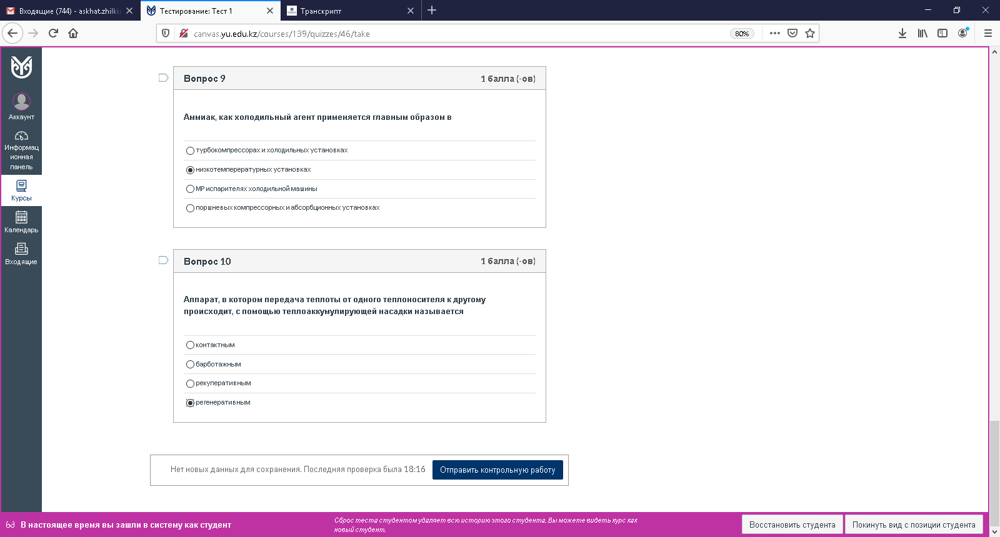 Входящие (744) - askhat.zhilkis
Тестирование: Тест 1
Транскрипт
canvas.yu.edu.kz/courses/139/quizzes/46/take
80%
Аккаунт
Информац
ионная
панель
Курсы
Календарь
Входящие
Вопрос 9
1 балла (-ов)
Аммиак, как холодильный агент применяется главным образом в
турбокомпрессорах и холодильных установках
низкотемперературных установках
МР испарителях холодильной машины
поршневых компрессорных и абсорбционных установках
Вопрос 10
1 балла (-ов)
Аппарат, в котором передача теплоты от одного теплоносителя к другому
происходит, с помощью теплоаккумулирующей насадки называется
контактным
барботажным
рекуперативным
регенеративным
Нет новых данных для сохранения. Последняя проверка была 18:16
Отправить контрольную работу
В настоящее время вы зашли в систему как студент
Сброс теста студентом удаляет всю историю этого студента. Вы можете видеть курс как
новый студент.
Восстановить студента
Покинуть вид с позиции студента